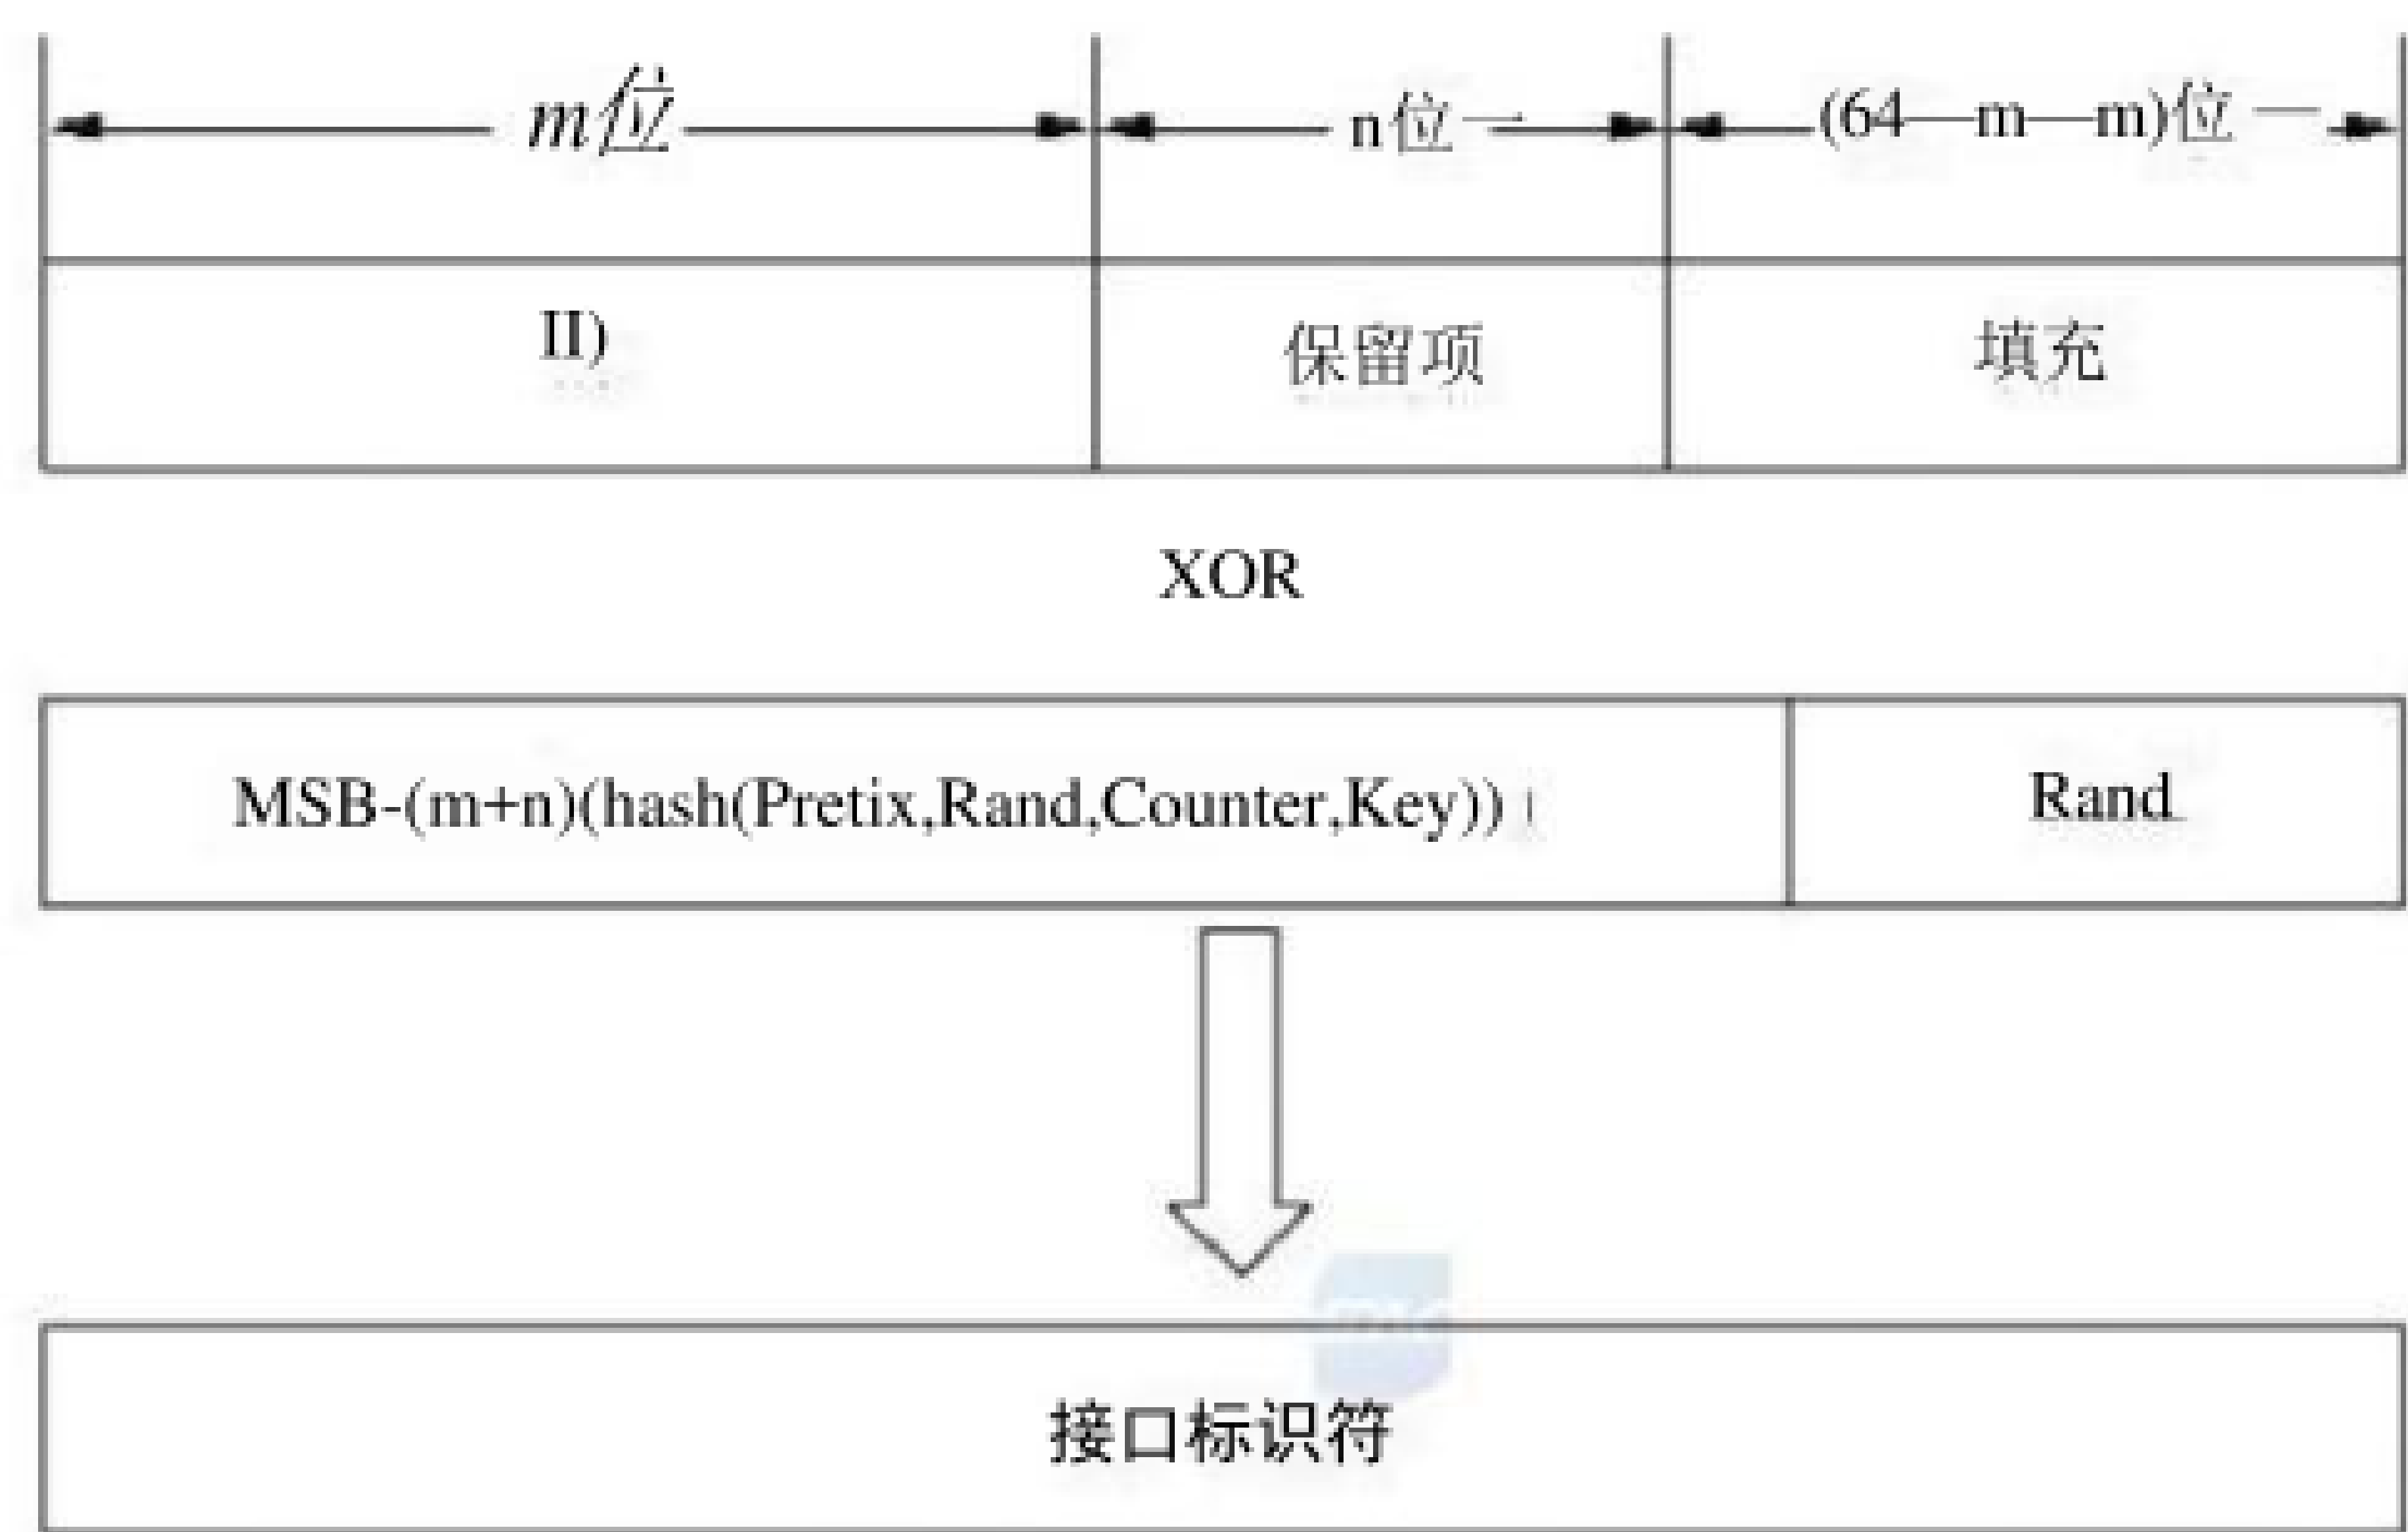 m位
n位
(64—m—m)位
II)
保留项
填充
XOR
MSB-(m+n)(hash(Pretix,Rand,Counter,Key))
Rand
接口标识符